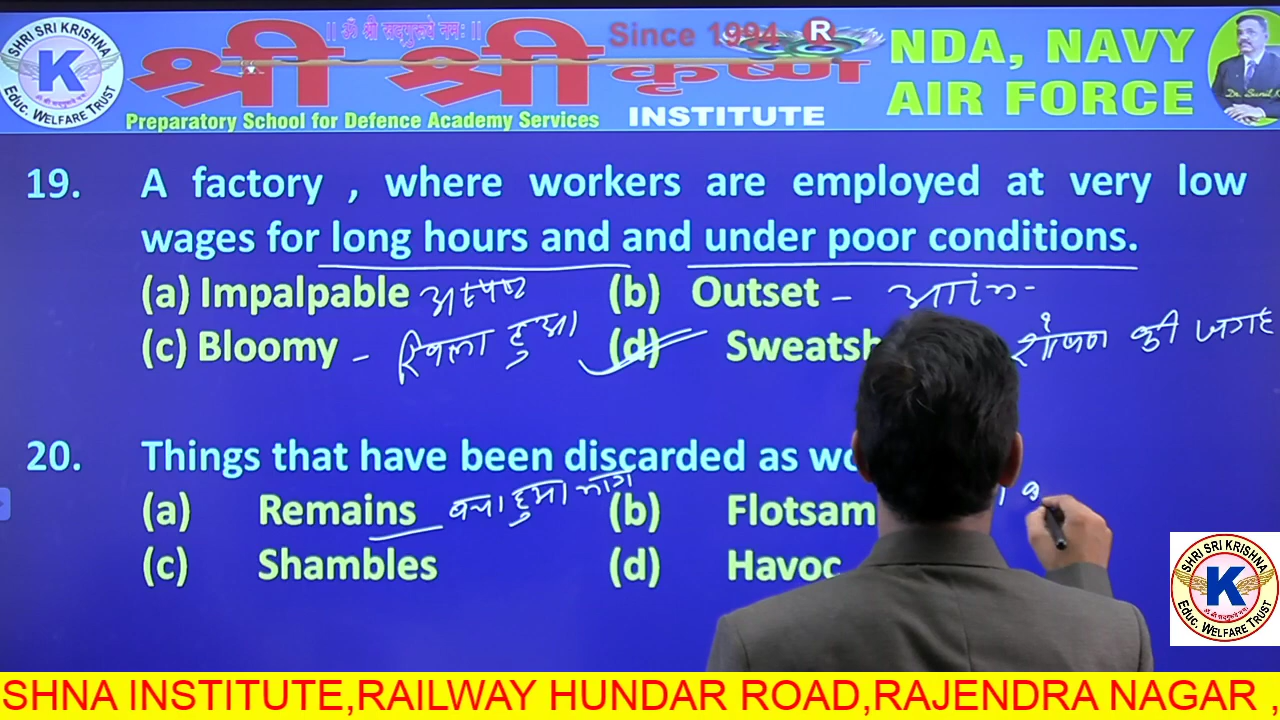 || ॐ श्री सद्गुरुवे नमः ||
Since 1994 R
श्री श्री कृष्ण
INSTITUTE
Preparatory School for Defence Academy Services
NDA, NAVY
AIR FORCE
SHRI SRI KRISHNA
K
Educ. WELFARE TRUST
19. A factory , where workers are employed at very low
wages for long hours and and under poor conditions.
(a) Impalpable (b) Outset –
(c) Bloomy – खिला हुआ (d) Sweatsh शोषण की जगह
20. Things that have been discarded as wo
(a) Remains बचा हुआ भाग (b) Flotsam
(c) Shambles (d) Havoc
SHRI SRI KRISHNA
K
Educ. WELFARE TRUST
SHNA INSTITUTE,RAILWAY HUNDAR ROAD,RAJENDRA NAGAR ,